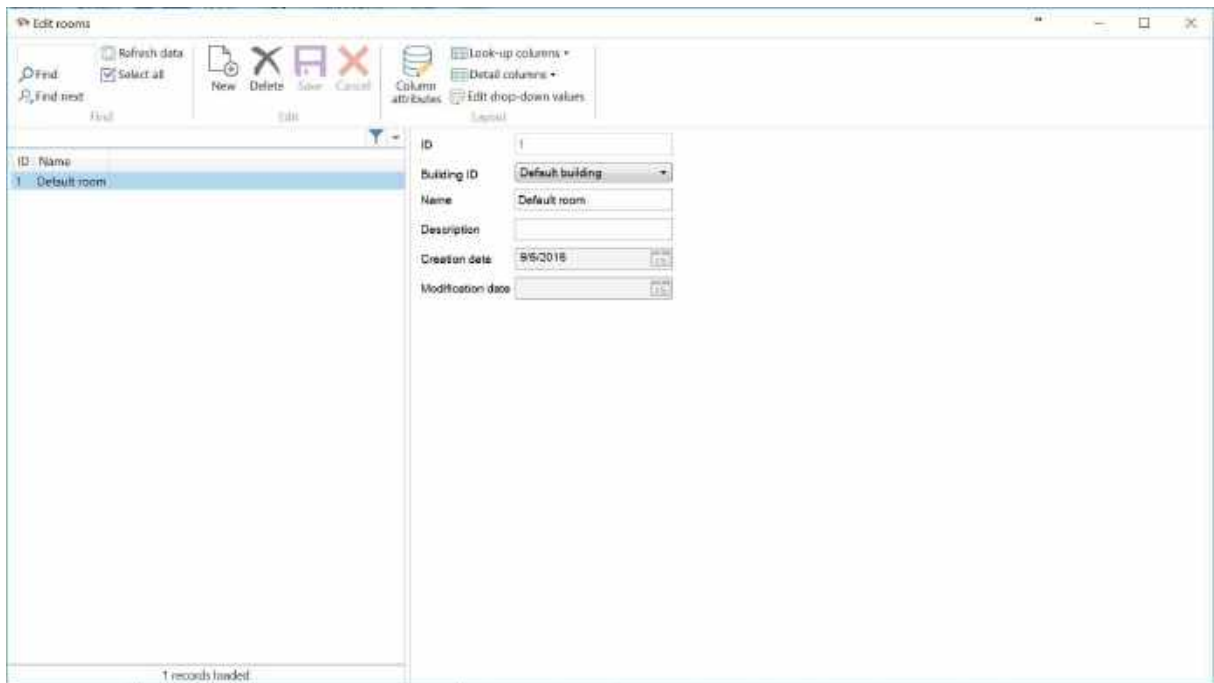 Edit rooms
Refresh data
Find
Select all
Find next
New
Delete
Save
Cancel
Column attributes
Look-up columns
Detail columns
Edit drop-down values
Find
Edit
Layout
ID
1
ID Name
Building ID
Default building
1 Default room
Name
Default room
Description
Creation date
9/6/2016
Modification date
1 records loaded